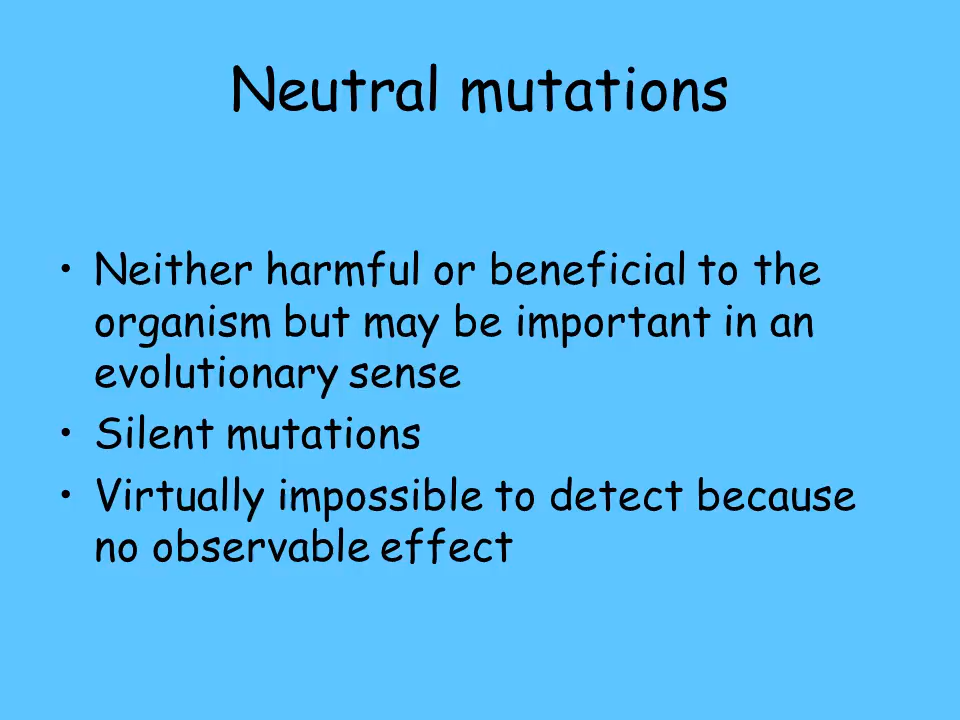 Neutral mutations
• Neither harmful or beneficial to the
organism but may be important in an
evolutionary sense
• Silent mutations
• Virtually impossible to detect because
no observable effect